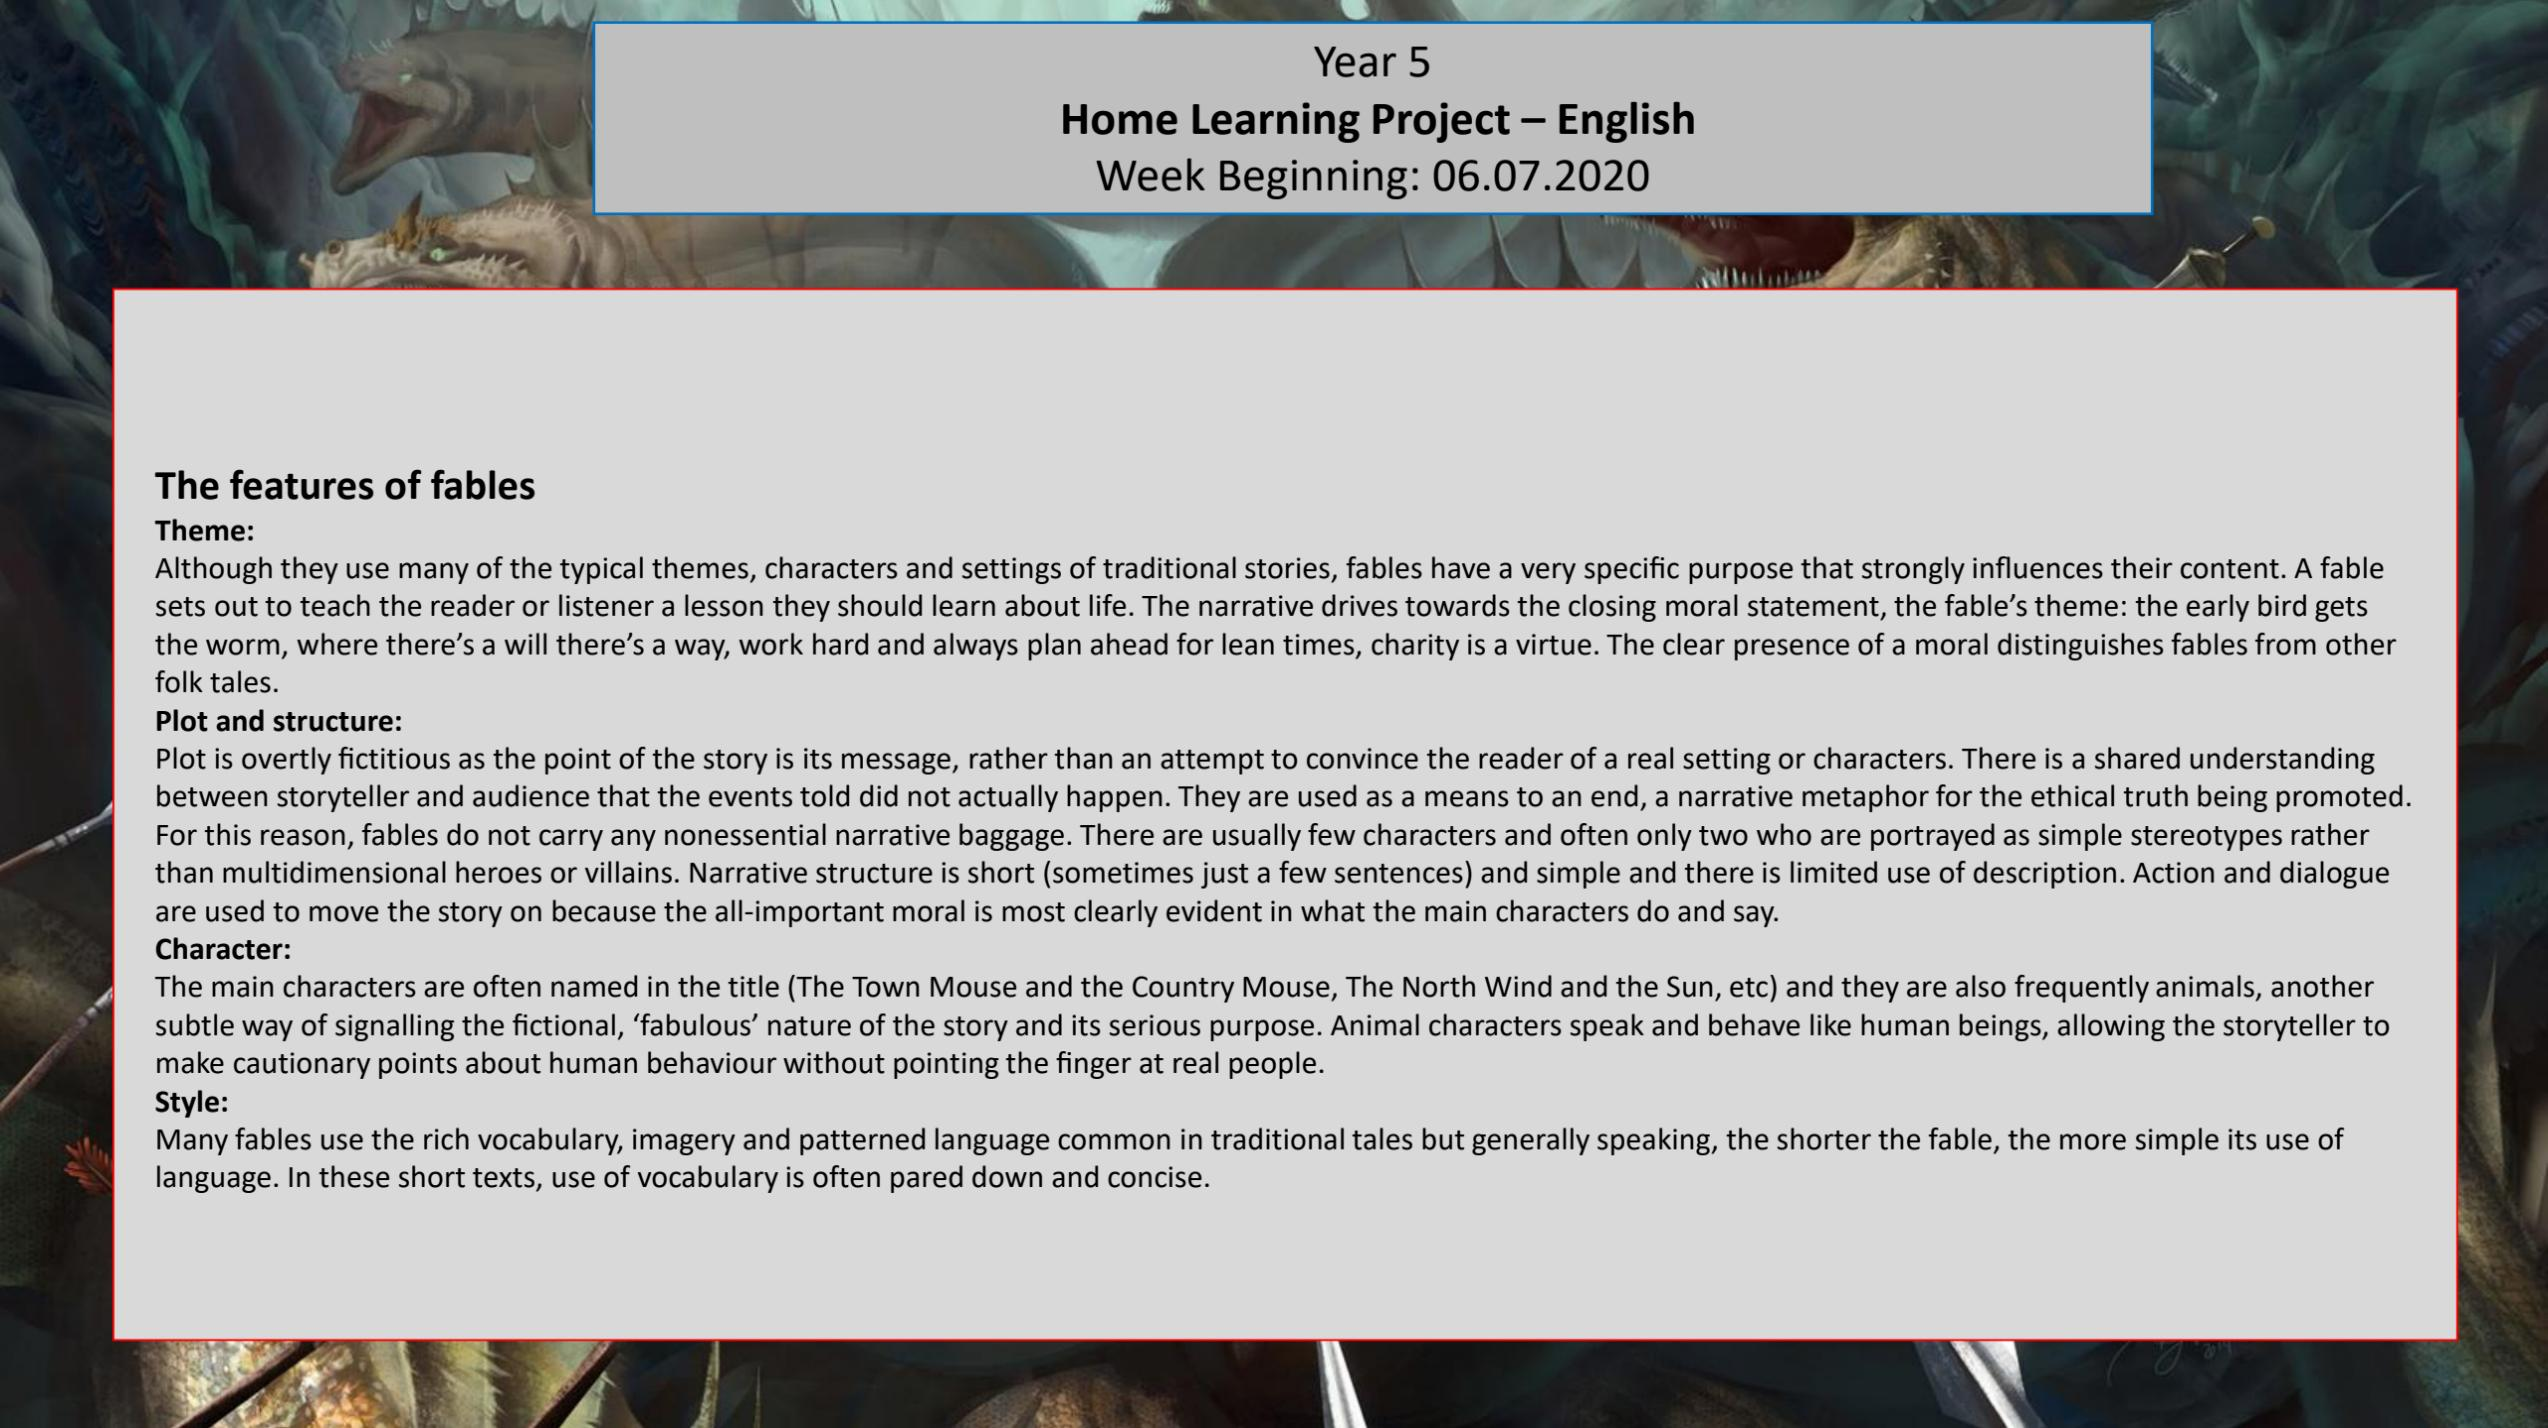 Year 5
Home Learning Project – English
Week Beginning: 06.07.2020
The features of fables
Theme:
Although they use many of the typical themes, characters and settings of traditional stories, fables have a very specific purpose that strongly influences their content. A fable
sets out to teach the reader or listener a lesson they should learn about life. The narrative drives towards the closing moral statement, the fable’s theme: the early bird gets
the worm, where there’s a will there’s a way, work hard and always plan ahead for lean times, charity is a virtue. The clear presence of a moral distinguishes fables from other
folk tales.
Plot and structure:
Plot is overtly fictitious as the point of the story is its message, rather than an attempt to convince the reader of a real setting or characters. There is a shared understanding
between storyteller and audience that the events told did not actually happen. They are used as a means to an end, a narrative metaphor for the ethical truth being promoted.
For this reason, fables do not carry any nonessential narrative baggage. There are usually few characters and often only two who are portrayed as simple stereotypes rather
than multidimensional heroes or villains. Narrative structure is short (sometimes just a few sentences) and simple and there is limited use of description. Action and dialogue
are used to move the story on because the all-important moral is most clearly evident in what the main characters do and say.
Character:
The main characters are often named in the title (The Town Mouse and the Country Mouse, The North Wind and the Sun, etc) and they are also frequently animals, another
subtle way of signalling the fictional, ‘fabulous’ nature of the story and its serious purpose. Animal characters speak and behave like human beings, allowing the storyteller to
make cautionary points about human behaviour without pointing the finger at real people.
Style:
Many fables use the rich vocabulary, imagery and patterned language common in traditional tales but generally speaking, the shorter the fable, the more simple its use of
language. In these short texts, use of vocabulary is often pared down and concise.